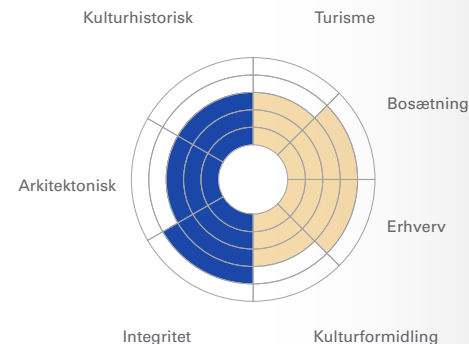 Kulturhistorisk
Turisme
Bosætning
Arkitektonisk
Erhverv
Integritet
Kulturformidling